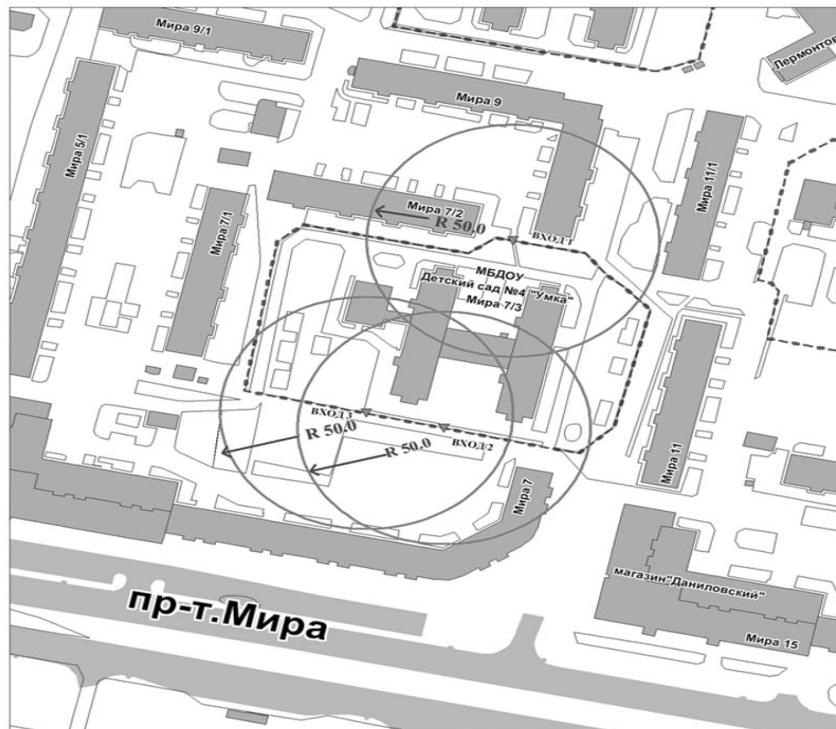 Мира 9/1
Лермонтов
Мира 9
Мира 5/1
Мира 11/1
Мира 7/2
R 50.0
Мира 7/1
ВХОД 1
МБДОУ
Детский сад №4 "Умка"
Мира 7/3
ВХОД 3
R 50.0
R 50.0
ВХОД 2
Мира 11
Мира 7
магазин "Даниловский"
пр-т.Мира
Мира 15